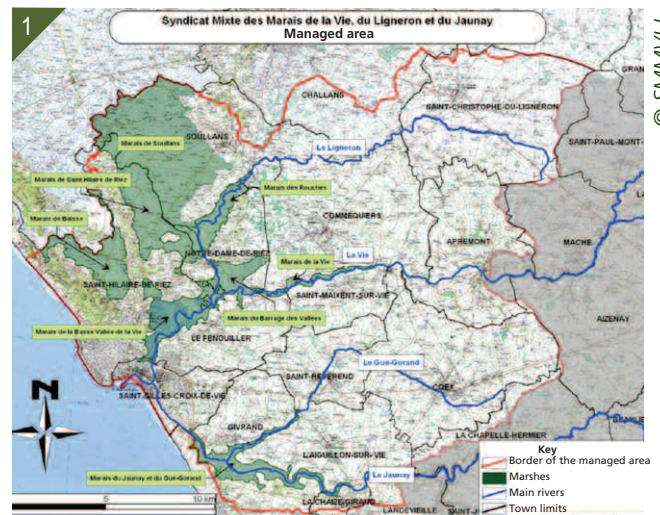 1
Syndicat Mixte des Marais de la Vie, du Ligneron et du Jaunay
Managed area
© SMMVLJ
CHALLANS
SAINT-CHRISTOPHE-DU-LIGNERON
SOULLANS
SAINT-PAUL-MONT-
Marais de Soullans
Le Ligneron
Marais de Saint Hilaire de Riez
Marais des Rouches
Marais de Baisse
COMMEQUIERS
APREMONT
MACHE
NOTRE-DAME-DE-RIEZ
La Vie
Marais de la Vie
SAINT-HILAIRE-DE-RIEZ
SAINT-MAIXENT-SUR-VIE
AIZENAY
Marais du Barrage des Vallées
Marais de la Basse Vallée de la Vie
LE FENOUILLER
Le Gué-Gorand
SAINT-REVEREND
COEX
N
SAINT-GILLES-CROIX-DE-VIE
GIVRAND
LA CHAPELLE-HERMIER
L'AIGUILLON-SUR-VIE
Marais du Jaunay et du Gué-Gorand
Le Jaunay
LA CHAIZE-GIRAUD
LANDEVIEILLE
SAINT-J
5
10 km
Key
Border of the managed area
Marshes
Main rivers
Town limits